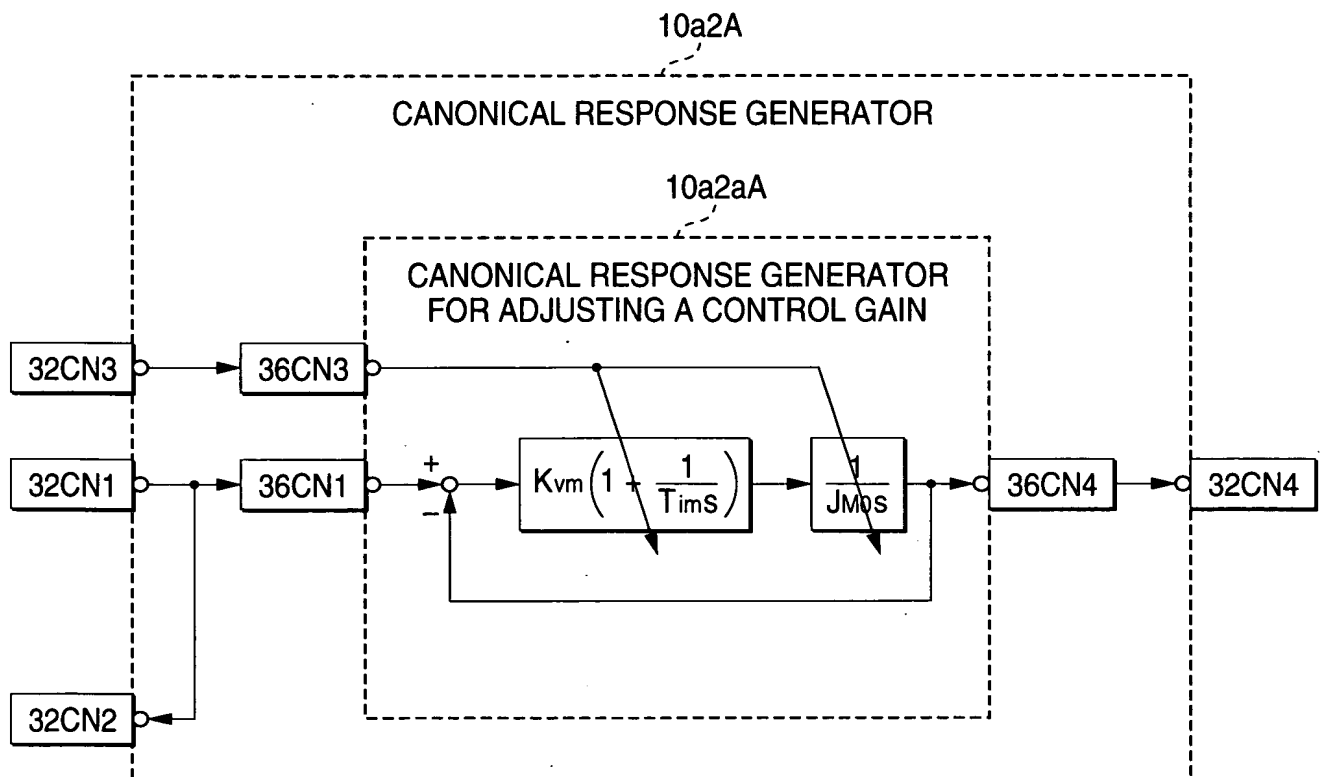 10a2A
CANONICAL RESPONSE GENERATOR
10a2aA
CANONICAL RESPONSE GENERATOR
FOR ADJUSTING A CONTROL GAIN
32CN3
36CN3
32CN1
36CN1
+
−
Kvm(1 + 1/TimS)
1/JM0S
36CN4
32CN4
32CN2